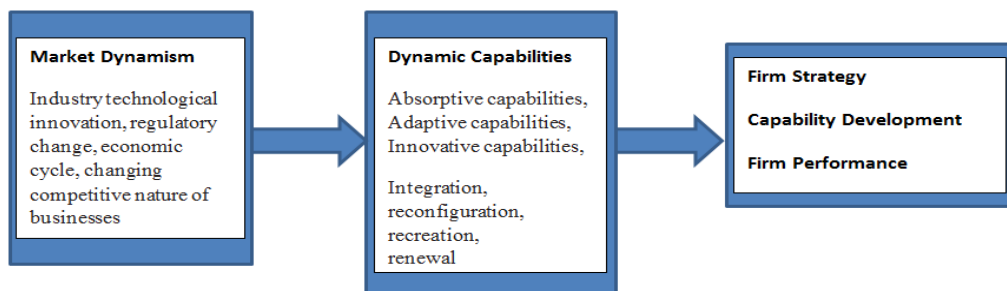 Market Dynamism
Industry technological
innovation, regulatory
change, economic
cycle, changing
competitive nature of
businesses
Dynamic Capabilities
Absorptive capabilities,
Adaptive capabilities,
Innovative capabilities,
Integration,
reconfiguration,
recreation,
renewal
Firm Strategy
Capability Development
Firm Performance